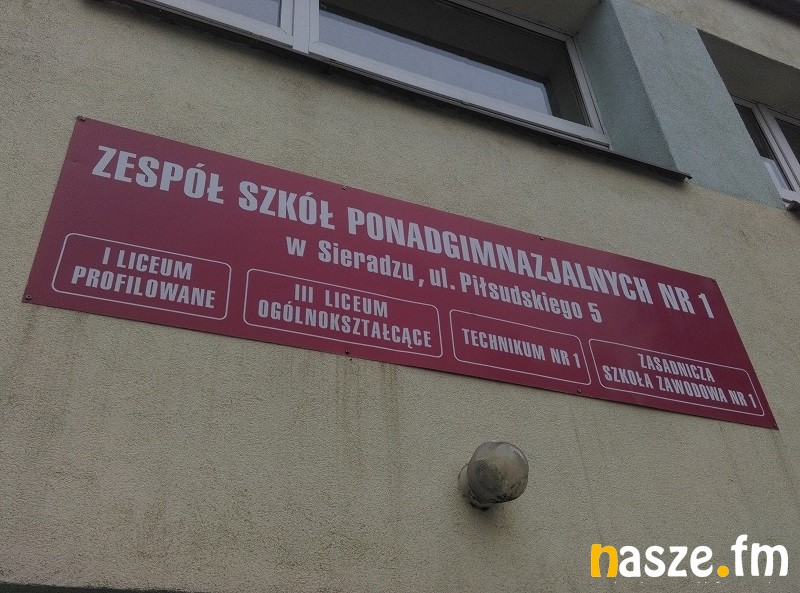 ZESPÓŁ SZKÓŁ PONADGIMNAZJALNYCH NR 1
w Sieradzu, ul. Piłsudskiego 5
I LICEUM
PROFILOWANE
III LICEUM
OGÓLNOKSZTAŁCĄCE
TECHNIKUM NR 1
ZASADNICZA
SZKOŁA ZAWODOWA NR 1
nasze.fm